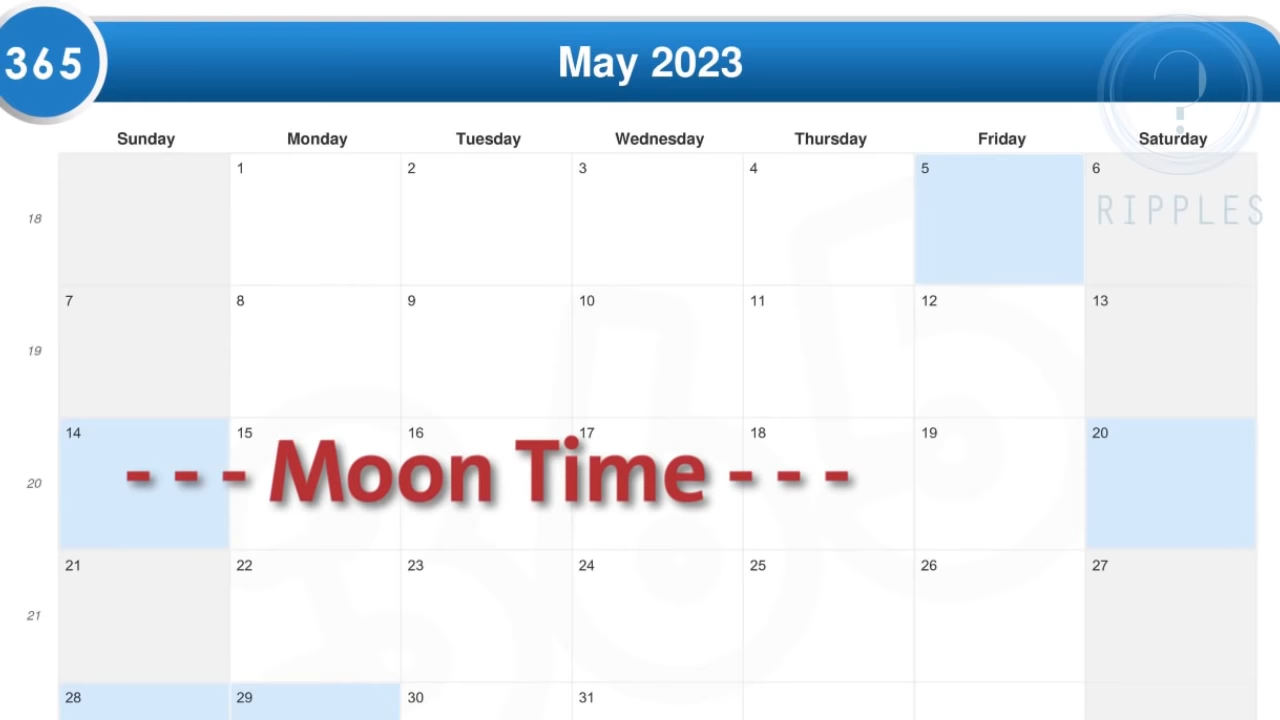 365
May 2023
?
RIPPLES
Sunday Monday Tuesday Wednesday Thursday Friday Saturday
18 1 2 3 4 5 6
19 7 8 9 10 11 12 13
20 14 15 16 17 18 19 20
--- Moon Time ---
21 21 22 23 24 25 26 27
28 29 30 31